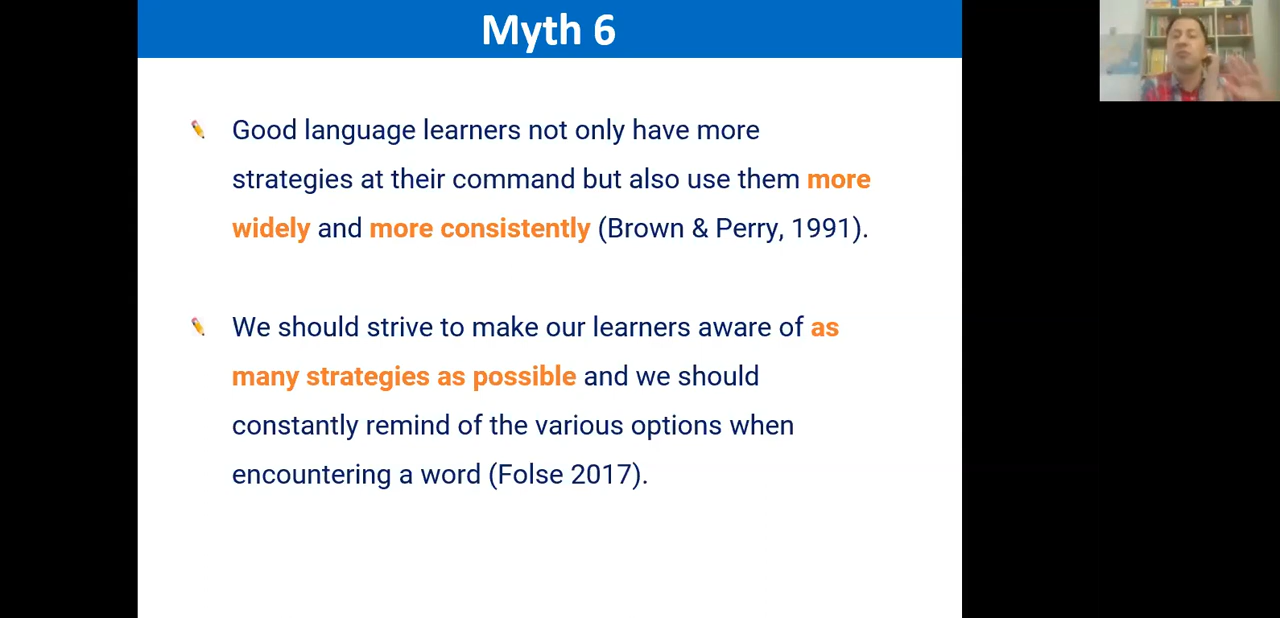 Myth 6
Good language learners not only have more
strategies at their command but also use them more
widely and more consistently (Brown & Perry, 1991).
We should strive to make our learners aware of as
many strategies as possible and we should
constantly remind of the various options when
encountering a word (Folse 2017).